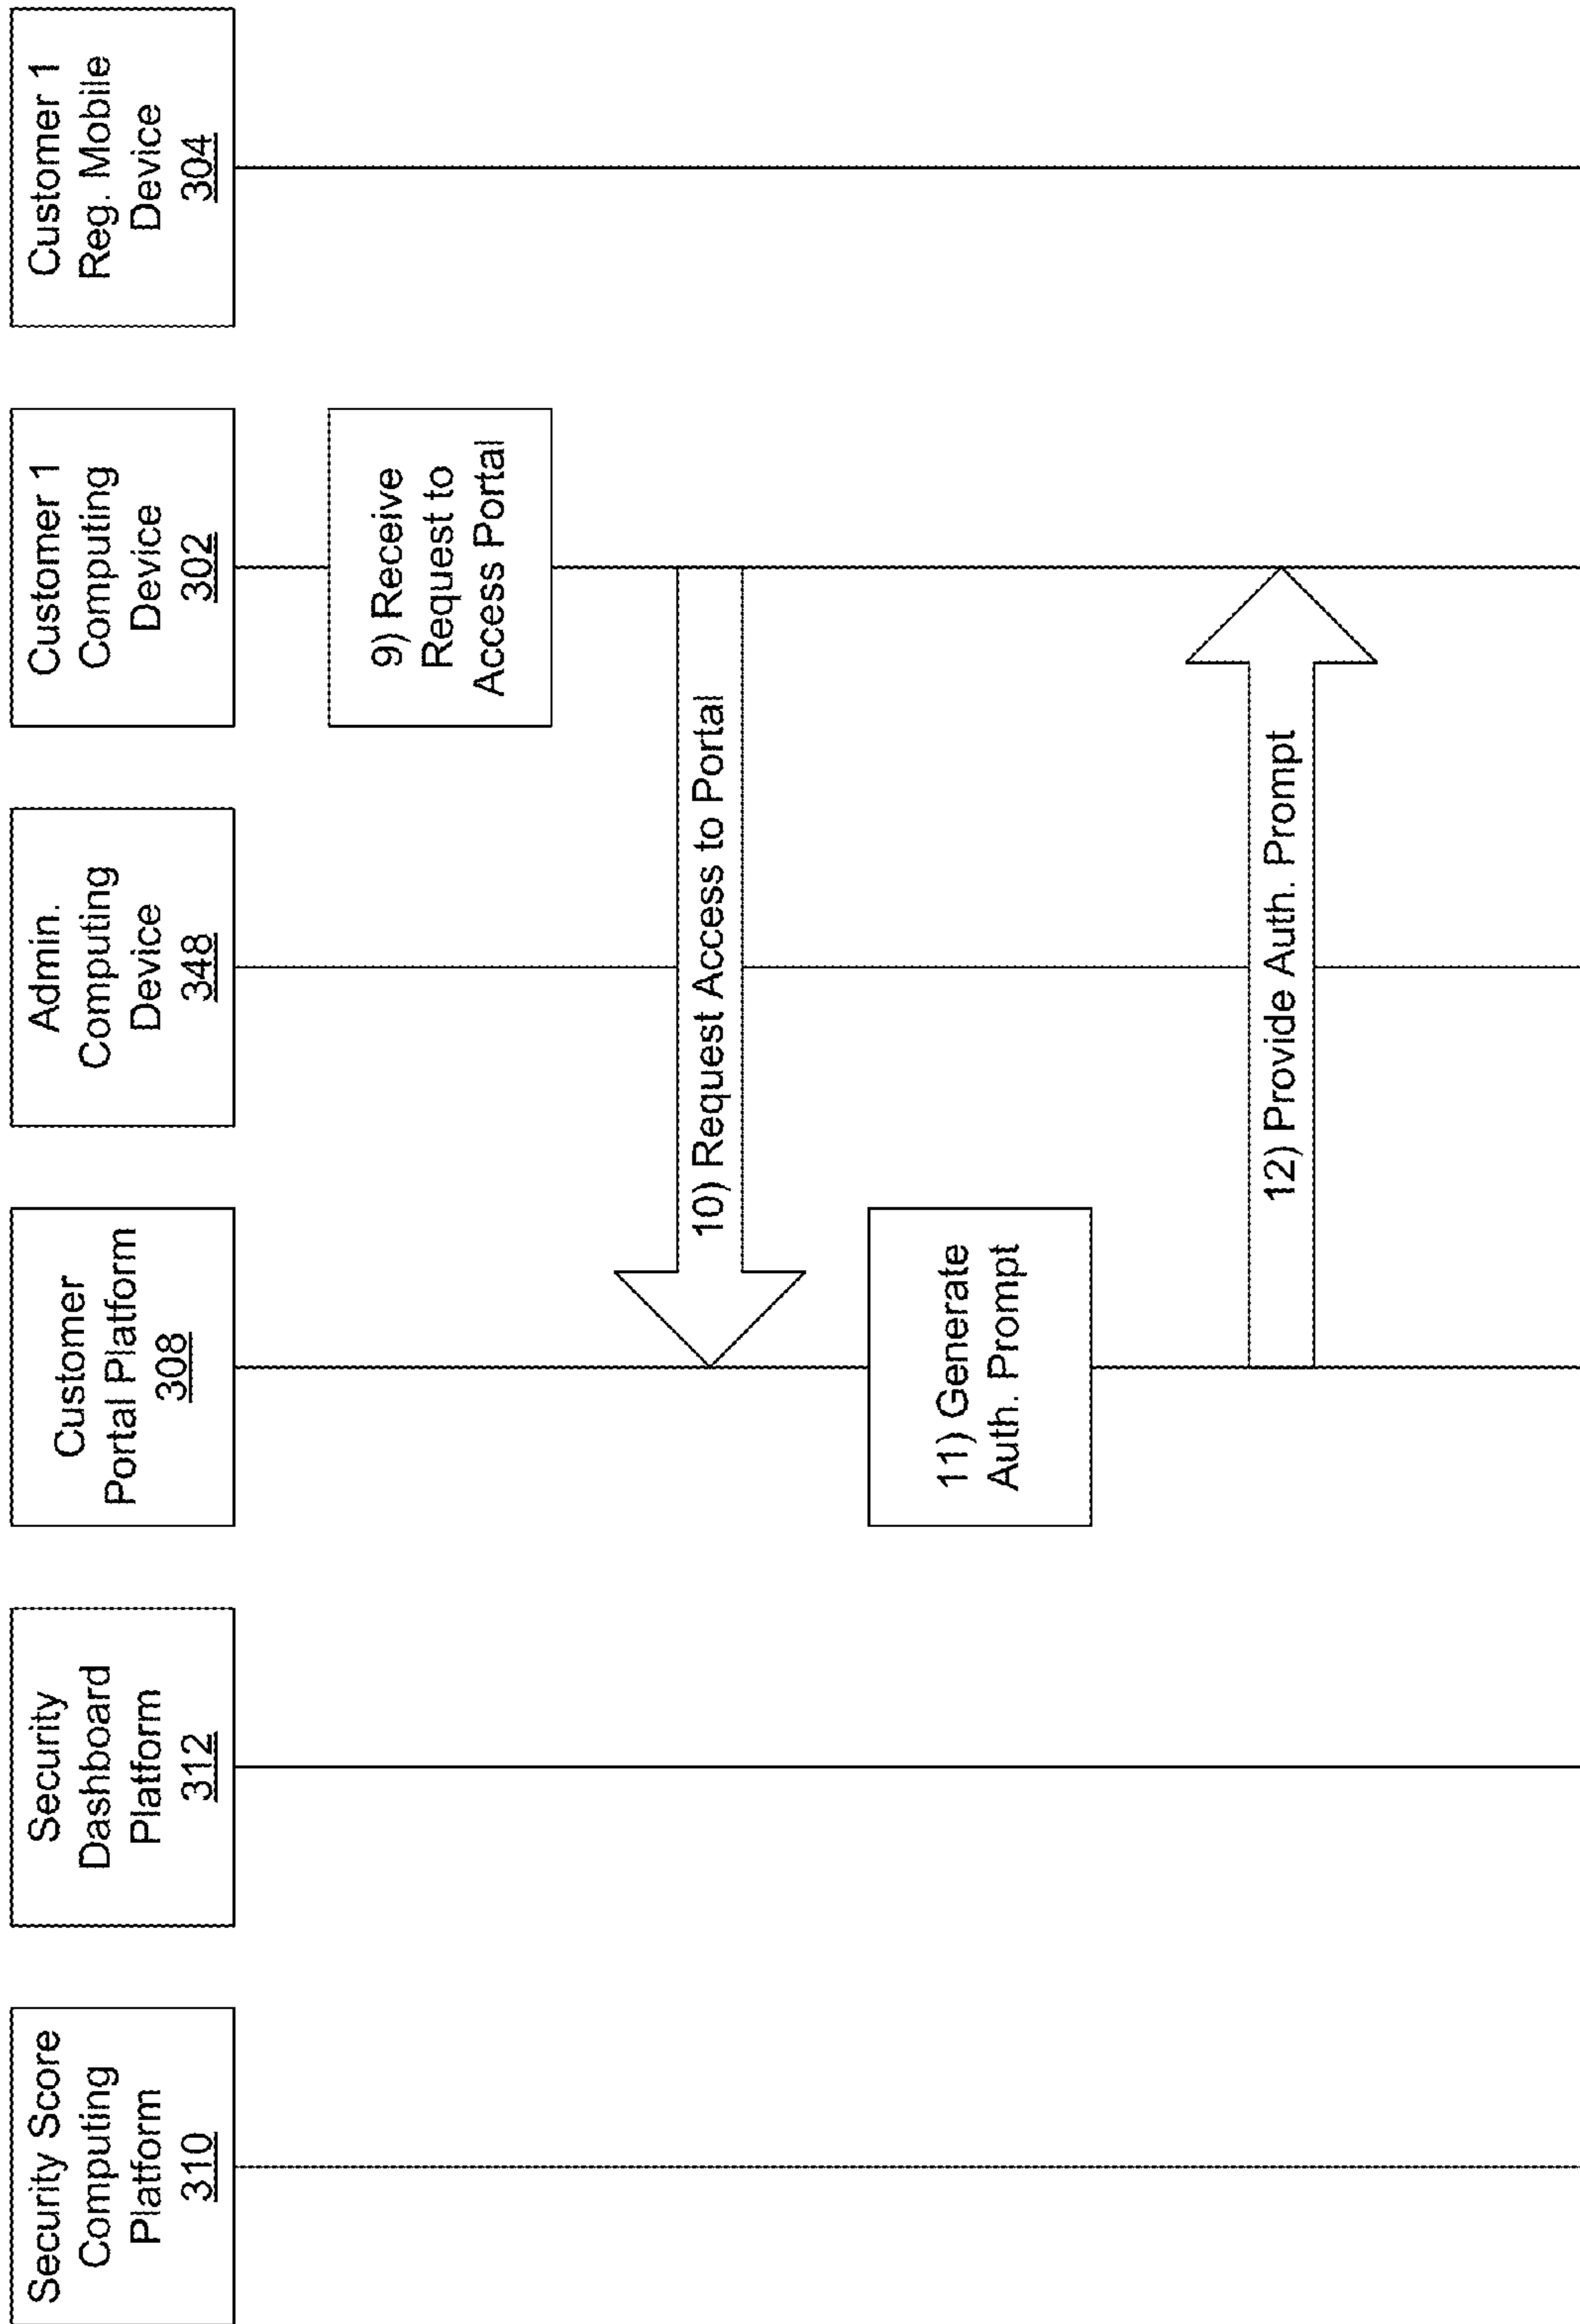 Security Score
Computing
Platform
310
Security
Dashboard
Platform
312
Customer
Portal Platform
308
Admin.
Computing
Device
348
Customer 1
Computing
Device
302
Customer 1
Reg. Mobile
Device
304
9) Receive
Request to
Access Portal
10) Request Access to Portal
11) Generate
Auth. Prompt
12) Provide Auth. Prompt